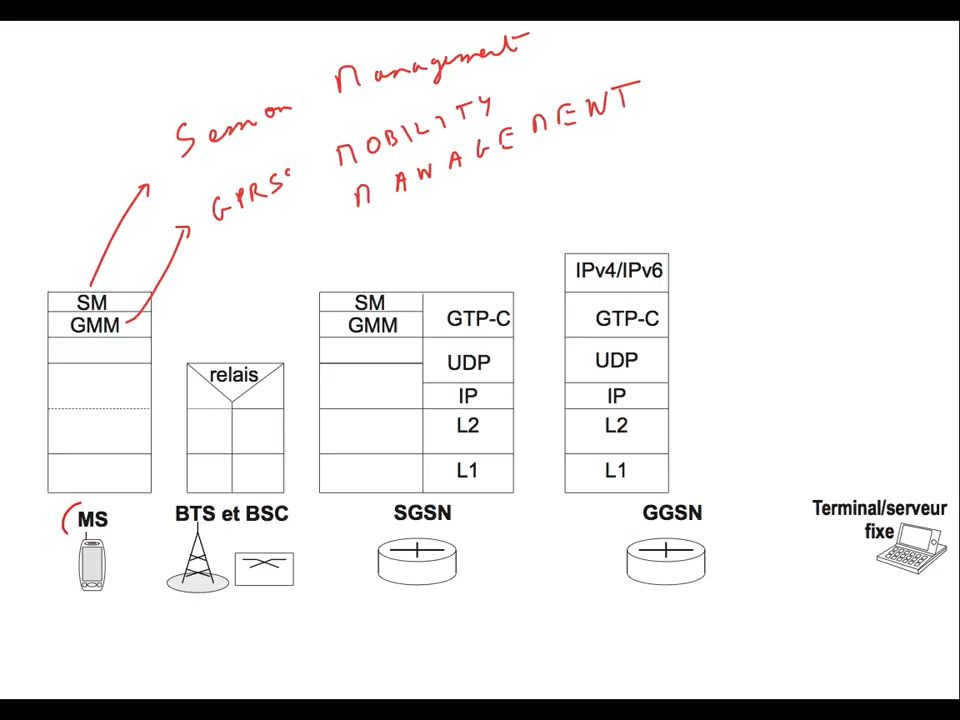 Session Management
GPRS MOBILITY
MANAGEMENT
IPv4/IPv6
SM
SM
GMM
GMM
GTP-C
GTP-C
relais
UDP
UDP
IP
IP
L2
L2
L1
L1
MS
BTS et BSC
SGSN
GGSN
Terminal/serveur
fixe